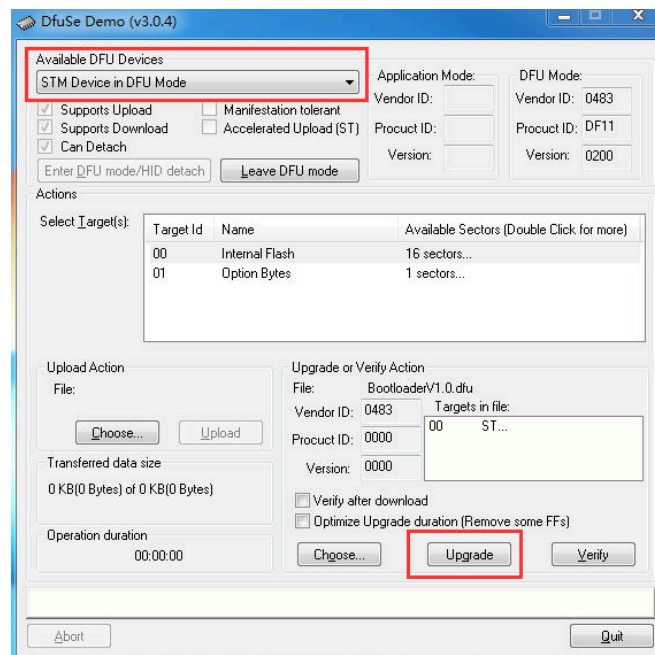 DfuSe Demo (v3.0.4)
Available DFU Devices
STM Device in DFU Mode
Supports Upload
Manifestation tolerant
Supports Download
Accelerated Upload (ST)
Can Detach
Enter DFU mode/HID detach
Leave DFU mode
Application Mode:
Vendor ID:
Procuct ID:
Version:
DFU Mode:
Vendor ID: 0483
Procuct ID: DF11
Version: 0200
Actions
Select Target(s):
Target Id Name Available Sectors (Double Click for more)
00 Internal Flash 16 sectors...
01 Option Bytes 1 sectors...
Upload Action
File:
Choose... Upload
Transferred data size
0 KB(0 Bytes) of 0 KB(0 Bytes)
Operation duration
00:00:00
Upgrade or Verify Action
File: BootloaderV1.0.dfu
Vendor ID: 0483
Procuct ID: 0000
Version: 0000
Targets in file:
00 ST...
Verify after download
Optimize Upgrade duration (Remove some FFs)
Choose... Upgrade Verify
Abort Quit